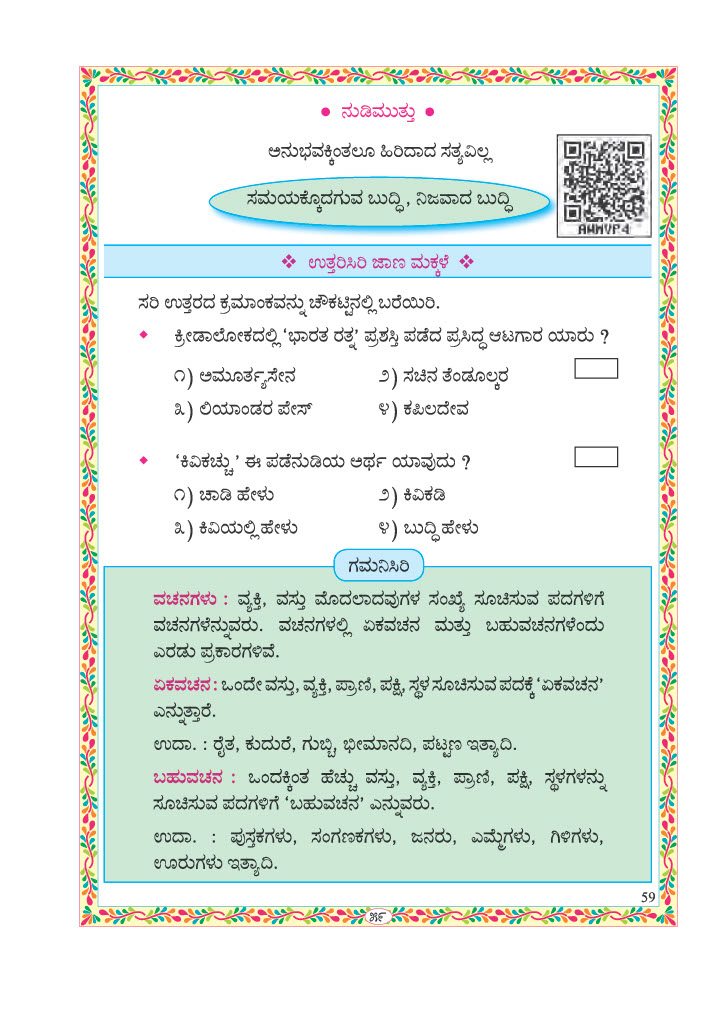 ● ನುಡಿಮುತ್ತು ●
ಅನುಭವಕ್ಕಿಂತಲೂ ಹಿರಿದಾದ ಸತ್ಯವಿಲ್ಲ
ಸಮಯಕ್ಕೊದಗುವ ಬುದ್ಧಿ, ನಿಜವಾದ ಬುದ್ಧಿ
AWMVP4
❖ ಉತ್ತರಿಸಿರಿ ಜಾಣ ಮಕ್ಕಳೆ ❖
ಸರಿ ಉತ್ತರದ ಕ್ರಮಾಂಕವನ್ನು ಚೌಕಟ್ಟಿನಲ್ಲಿ ಬರೆಯಿರಿ.
◆ ಕ್ರೀಡಾಲೋಕದಲ್ಲಿ ‘ಭಾರತ ರತ್ನ’ ಪ್ರಶಸ್ತಿ ಪಡೆದ ಪ್ರಸಿದ್ಧ ಆಟಗಾರ ಯಾರು ?
೧) ಅಮೂರ್ತ್ಯಸೇನ ೨) ಸಚಿನ ತೆಂಡೂಲ್ಕರ
೩) ಲಿಯಾಂಡರ ಪೇಸ್ ೪) ಕಪಿಲದೇವ
◆ ‘ಕಿವಿಕಚ್ಚು’ ಈ ಪಡೆನುಡಿಯ ಅರ್ಥ ಯಾವುದು ?
೧) ಚಾಡಿ ಹೇಳು ೨) ಕಿವಿಕಡಿ
೩) ಕಿವಿಯಲ್ಲಿ ಹೇಳು ೪) ಬುದ್ಧಿ ಹೇಳು
ಗಮನಿಸಿರಿ
ವಚನಗಳು : ವ್ಯಕ್ತಿ, ವಸ್ತು ಮೊದಲಾದವುಗಳ ಸಂಖ್ಯೆ ಸೂಚಿಸುವ ಪದಗಳಿಗೆ
ವಚನಗಳೆನ್ನುವರು. ವಚನಗಳಲ್ಲಿ ಏಕವಚನ ಮತ್ತು ಬಹುವಚನಗಳೆಂದು
ಎರಡು ಪ್ರಕಾರಗಳಿವೆ.
ಏಕವಚನ : ಒಂದೇ ವಸ್ತು, ವ್ಯಕ್ತಿ, ಪ್ರಾಣಿ, ಪಕ್ಷಿ, ಸ್ಥಳ ಸೂಚಿಸುವ ಪದಕ್ಕೆ ‘ಏಕವಚನ’
ಎನ್ನುತ್ತಾರೆ.
ಉದಾ. : ರೈತ, ಕುದುರೆ, ಗುಬ್ಬಿ, ಭೀಮಾನದಿ, ಪಟ್ಟಣ ಇತ್ಯಾದಿ.
ಬಹುವಚನ : ಒಂದಕ್ಕಿಂತ ಹೆಚ್ಚು ವಸ್ತು, ವ್ಯಕ್ತಿ, ಪ್ರಾಣಿ, ಪಕ್ಷಿ, ಸ್ಥಳಗಳನ್ನು
ಸೂಚಿಸುವ ಪದಗಳಿಗೆ ‘ಬಹುವಚನ’ ಎನ್ನುವರು.
ಉದಾ. : ಪುಸ್ತಕಗಳು, ಸಂಗಣಕಗಳು, ಜನರು, ಎಮ್ಮೆಗಳು, ಗಿಳಿಗಳು,
ಊರುಗಳು ಇತ್ಯಾದಿ.
59
೫೯